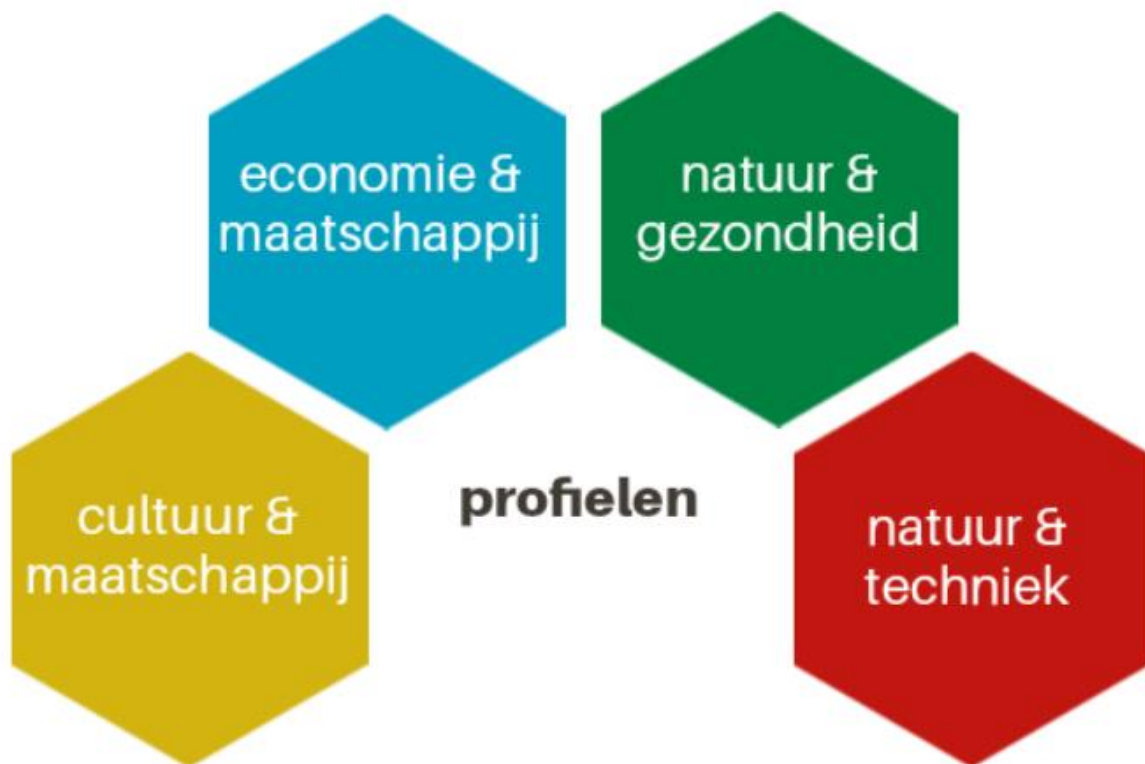 economie &
maatschappij
natuur &
gezondheid
cultuur &
maatschappij
profielen
natuur &
techniek